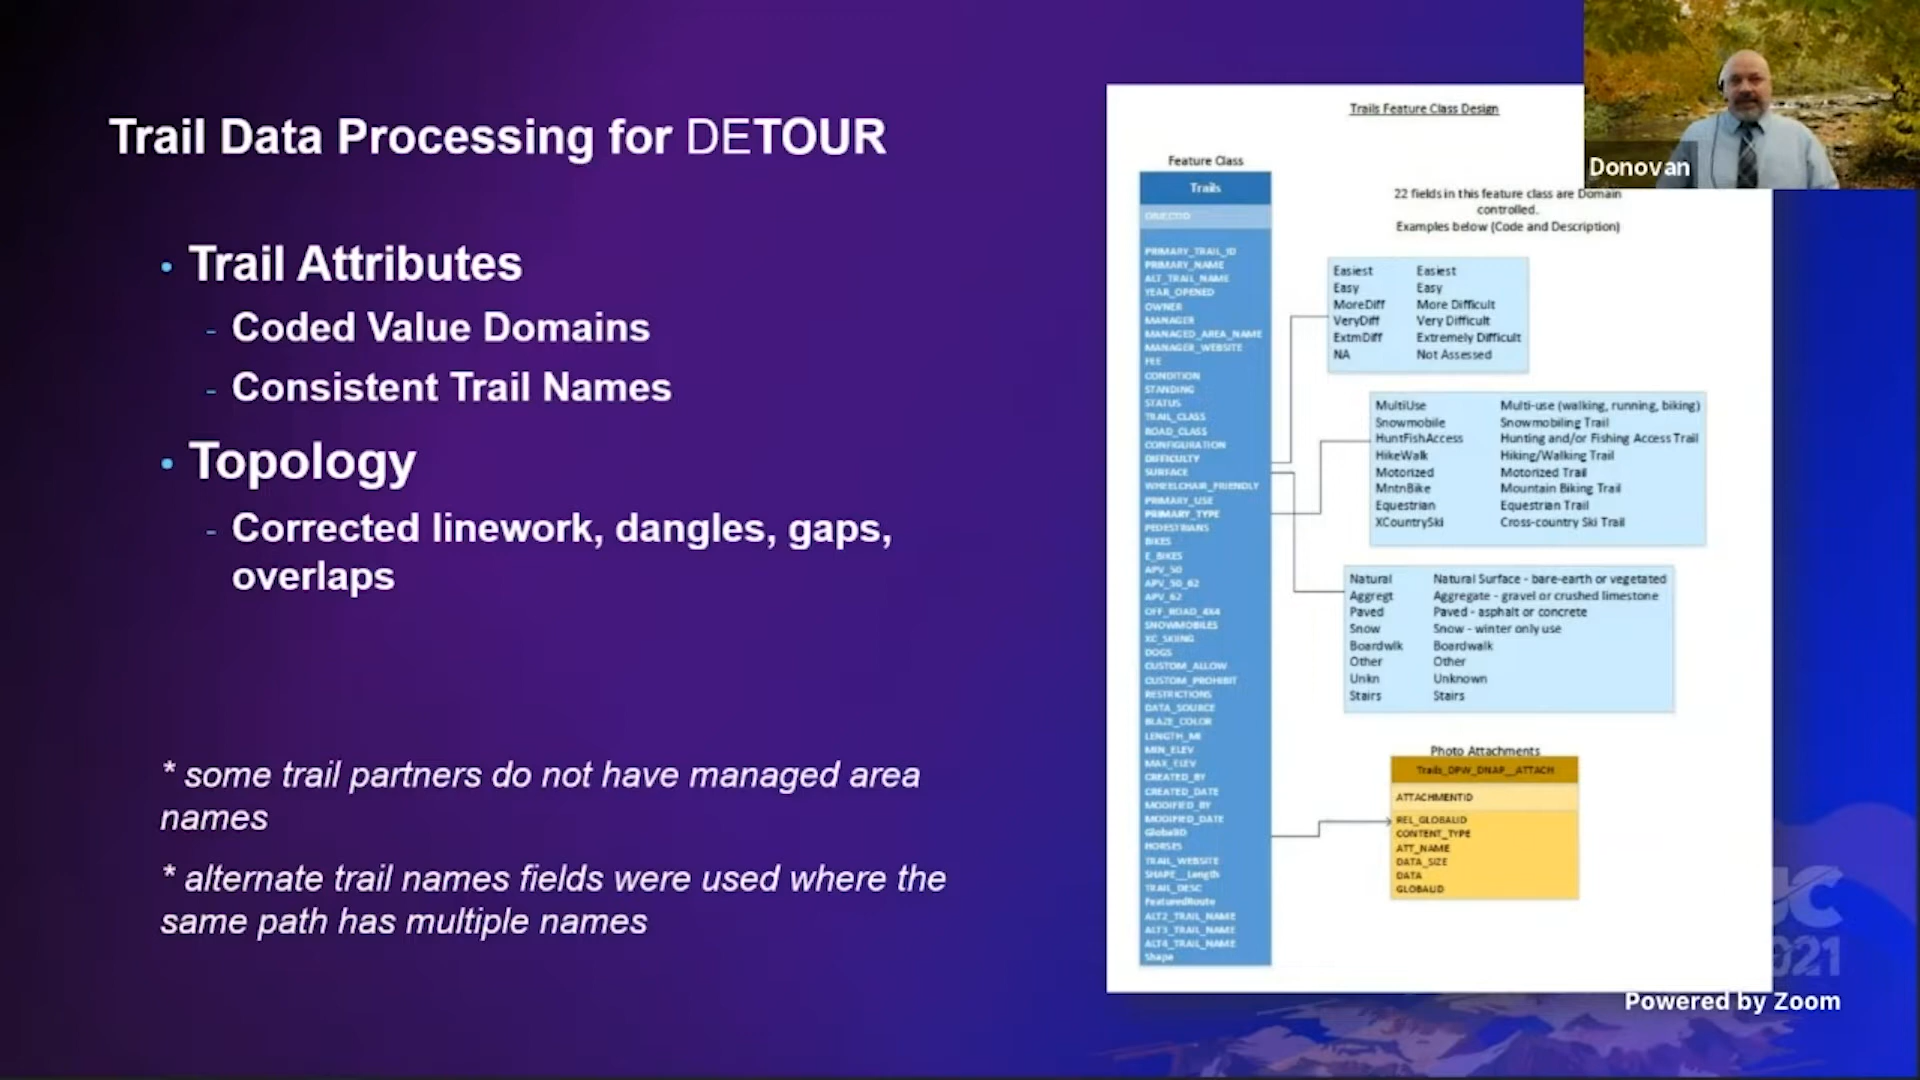 Trail Data Processing for DETOUR
• Trail Attributes
- Coded Value Domains
- Consistent Trail Names
• Topology
- Corrected linework, dangles, gaps,
overlaps
* some trail partners do not have managed area
names
* alternate trail names fields were used where the
same path has multiple names
Trails Feature Class Design
Feature Class
Trails
OBJECTID
PRIMARY_TRAIL_ID
PRIMARY_NAME
ALT_TRAIL_NAME
YEAR_OPENED
OWNER
MANAGER
MANAGED_AREA_NAME
MANAGER_WEBSITE
FEE
CONDITION
STANDING
STATUS
TRAIL_CLASS
ROAD_CLASS
CONFIGURATION
DIFFICULTY
SURFACE
WHEELCHAIR_FRIENDLY
PRIMARY_USE
PRIMARY_TYPE
PEDESTRIANS
BIKES
E_BIKES
APV_50
APV_50_62
APV_62
OFF_ROAD_4X4
SNOWMOBILES
XC_SKIING
DOGS
CUSTOM_ALLOW
CUSTOM_PROHIBIT
RESTRICTIONS
DATA_SOURCE
BLAZE_COLOR
LENGTH_MI
MIN_ELEV
MAX_ELEV
CREATED_BY
CREATED_DATE
MODIFIED_BY
MODIFIED_DATE
GlobalID
HORSES
TRAIL_WEBSITE
SHAPE__Length
TRAIL_DESC
FeaturedRoute
ALT2_TRAIL_NAME
ALT3_TRAIL_NAME
ALT4_TRAIL_NAME
Shape
22 fields in this feature class are Domain
controlled.
Examples below (Code and Description)
Easiest Easiest
Easy Easy
MoreDiff More Difficult
VeryDiff Very Difficult
ExtmDiff Extremely Difficult
NA Not Assessed
MultiUse Multi-use (walking, running, biking)
Snowmobile Snowmobiling Trail
HuntFishAccess Hunting and/or Fishing Access Trail
HikeWalk Hiking/Walking Trail
Motorized Motorized Trail
MntnBike Mountain Biking Trail
Equestrian Equestrian Trail
XCountrySki Cross-country Ski Trail
Natural Natural Surface - bare-earth or vegetated
Aggregt Aggregate - gravel or crushed limestone
Paved Paved - asphalt or concrete
Snow Snow - winter only use
Boardwlk Boardwalk
Other Other
Unkn Unknown
Stairs Stairs
Photo Attachments
Trails_DPW_DNAP__ATTACH
ATTACHMENTID
REL_GLOBALID
CONTENT_TYPE
ATT_NAME
DATA_SIZE
DATA
GLOBALID
Donovan
UC
2021
Powered by Zoom